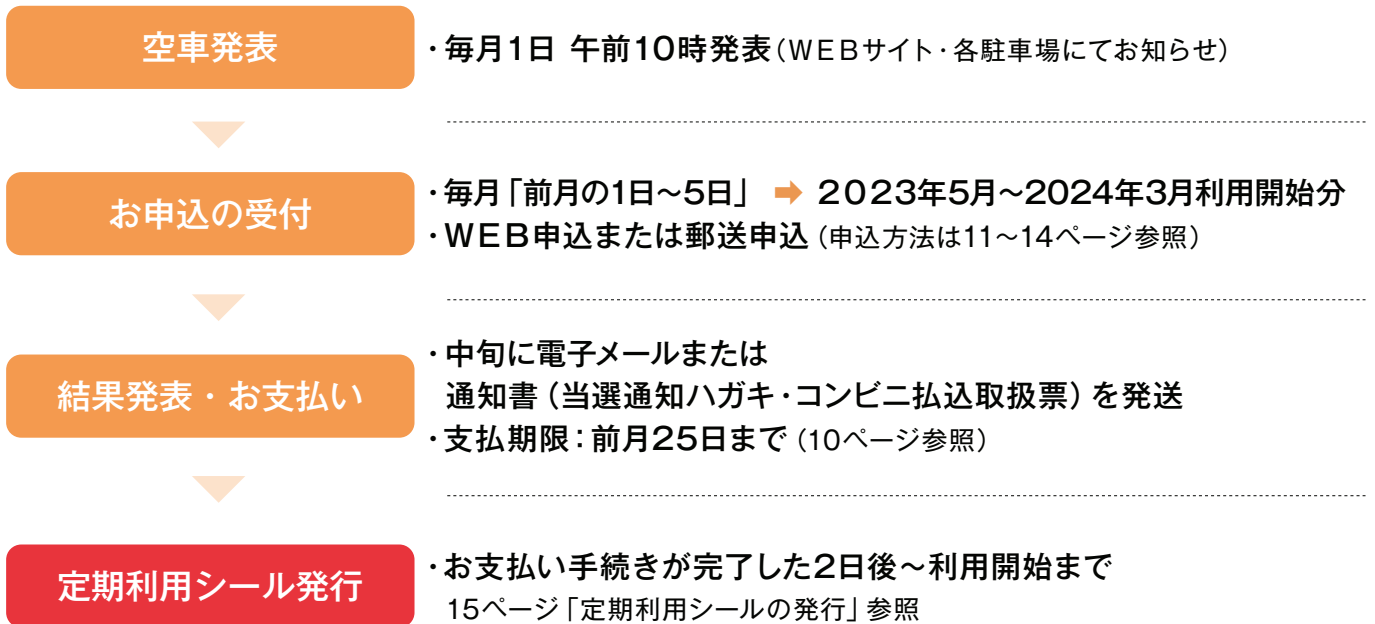 空車発表
・毎月1日 午前10時発表（WEBサイト・各駐車場にてお知らせ）
お申込の受付
・毎月「前月の1日～5日」 ➡ 2023年5月～2024年3月利用開始分
・WEB申込または郵送申込（申込方法は11～14ページ参照）
結果発表・お支払い
・中旬に電子メールまたは
通知書（当選通知ハガキ・コンビニ払込取扱票）を発送
・支払期限：前月25日まで（10ページ参照）
定期利用シール発行
・お支払い手続きが完了した2日後～利用開始まで
15ページ「定期利用シールの発行」参照